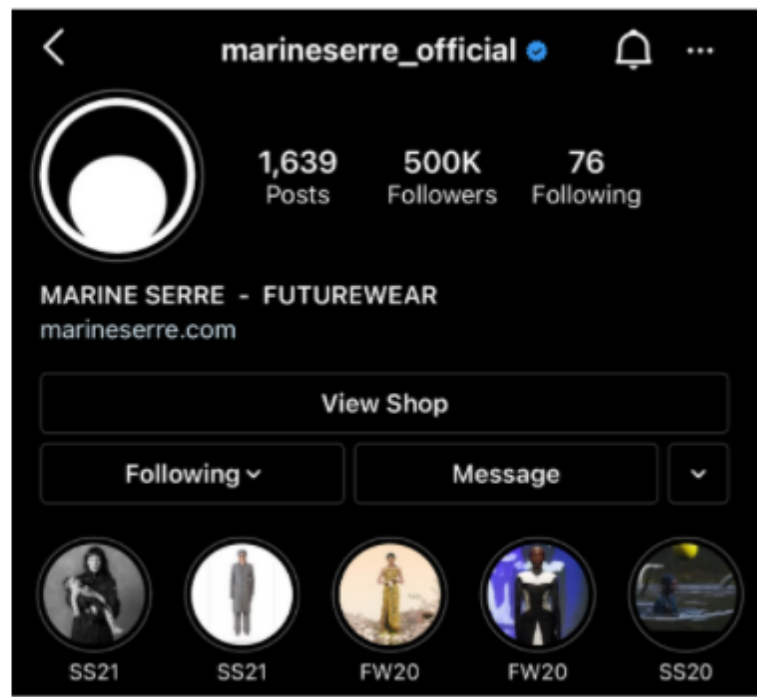 marineserre_official
1,639 500K 76
Posts Followers Following
MARINE SERRE - FUTUREWEAR
marineserre.com
View Shop
Following Message
SS21 SS21 FW20 FW20 SS20